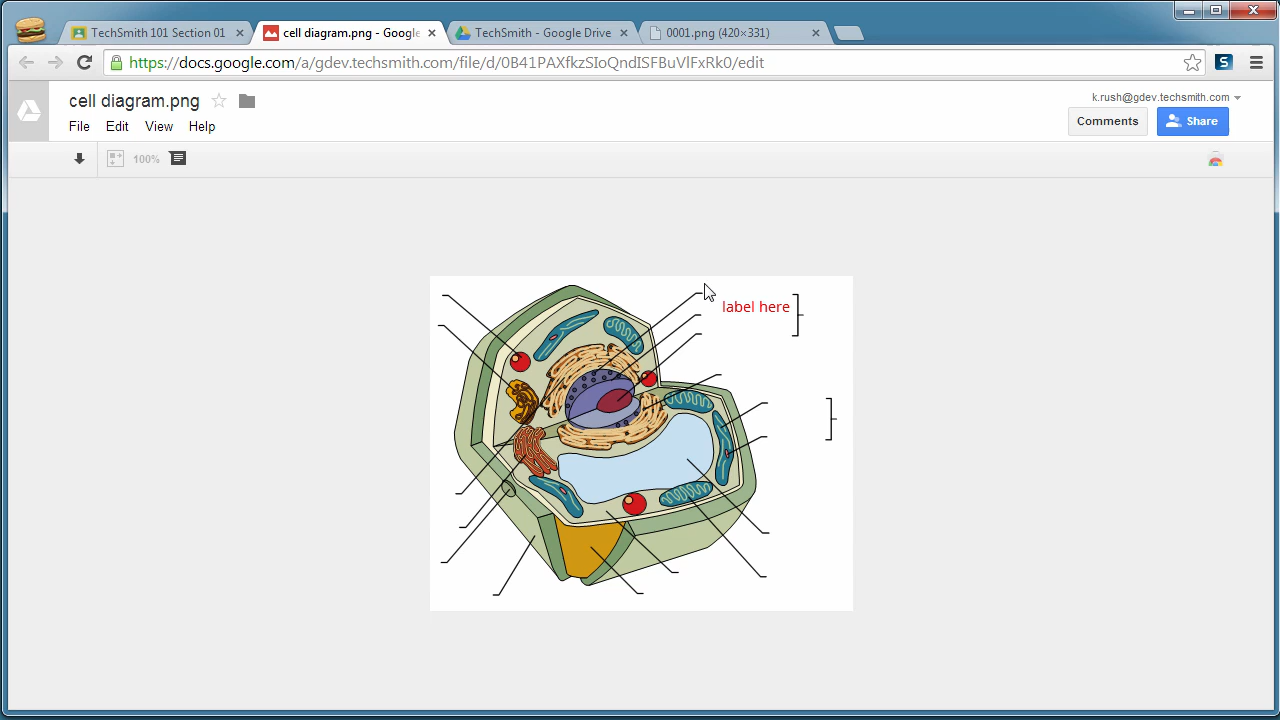 TechSmith 101 Section 01
cell diagram.png - Google
TechSmith - Google Drive
0001.png (420×331)
https://docs.google.com/a/gdev.techsmith.com/file/d/0B41PAXfkzSIoQndISFBuVlFxRk0/edit
cell diagram.png
k.rush@gdev.techsmith.com
File Edit View Help
Comments
Share
100%
label here